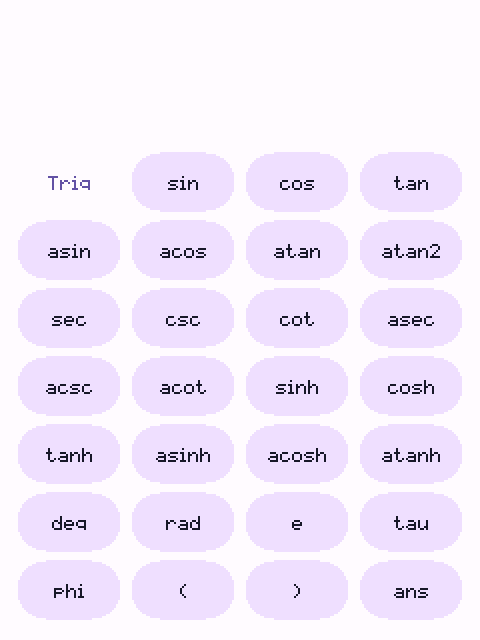 Trig sin cos tan
asin acos atan atan2
sec csc cot asec
acsc acot sinh cosh
tanh asinh acosh atanh
deg rad e tau
phi ( ) ans